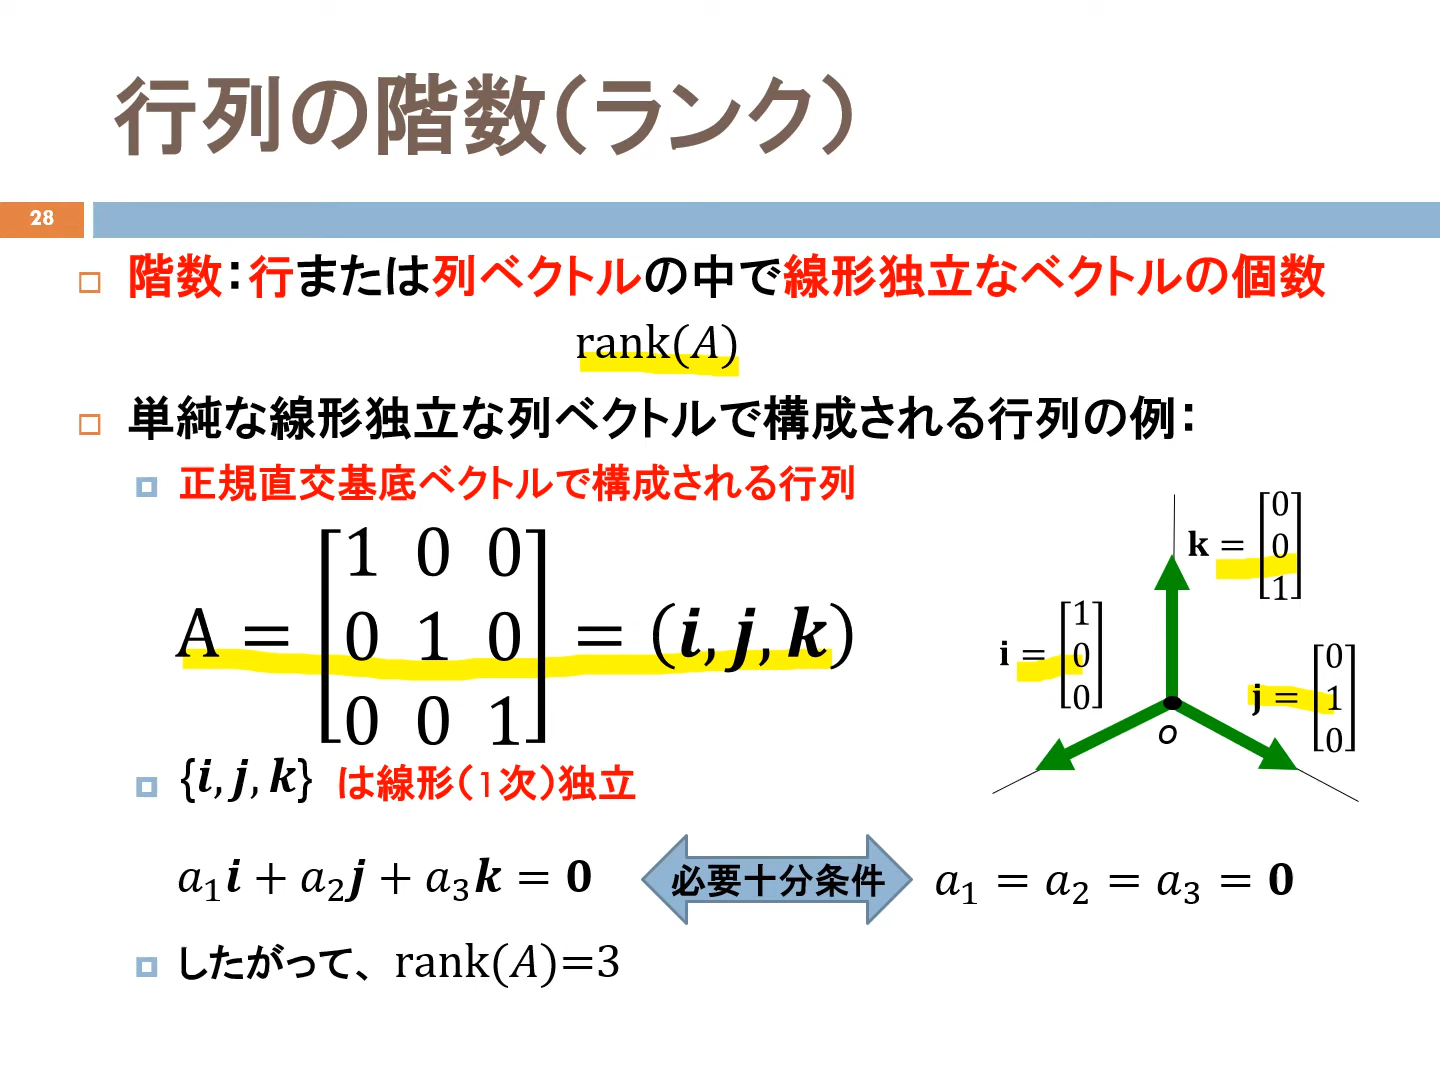 行列の階数（ランク）
28
階数：行または列ベクトルの中で線形独立なベクトルの個数
rank(A)
単純な線形独立な列ベクトルで構成される行列の例：
正規直交基底ベクトルで構成される行列
A = [1 0 0
0 1 0
0 0 1] = (i, j, k)
k = [0
0
1]
i = [1
0
0]
j = [0
1
0]
O
{i, j, k} は線形（1次）独立
a₁i + a₂j + a₃k = 0 必要十分条件 a₁ = a₂ = a₃ = 0
したがって、 rank(A)=3